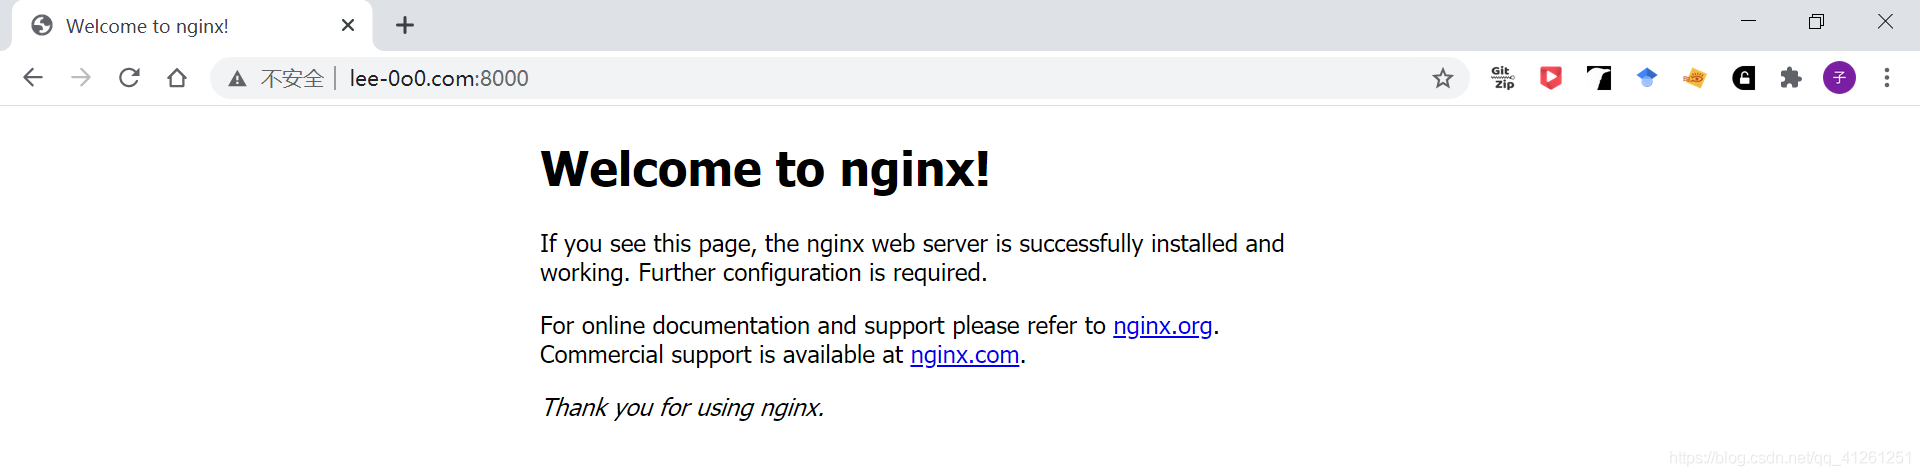 Welcome to nginx!
不安全 lee-0o0.com:8000
Git
Zip
子
Welcome to nginx!
If you see this page, the nginx web server is successfully installed and
working. Further configuration is required.
For online documentation and support please refer to nginx.org.
Commercial support is available at nginx.com.
Thank you for using nginx.
https://blog.csdn.net/qq_41261251